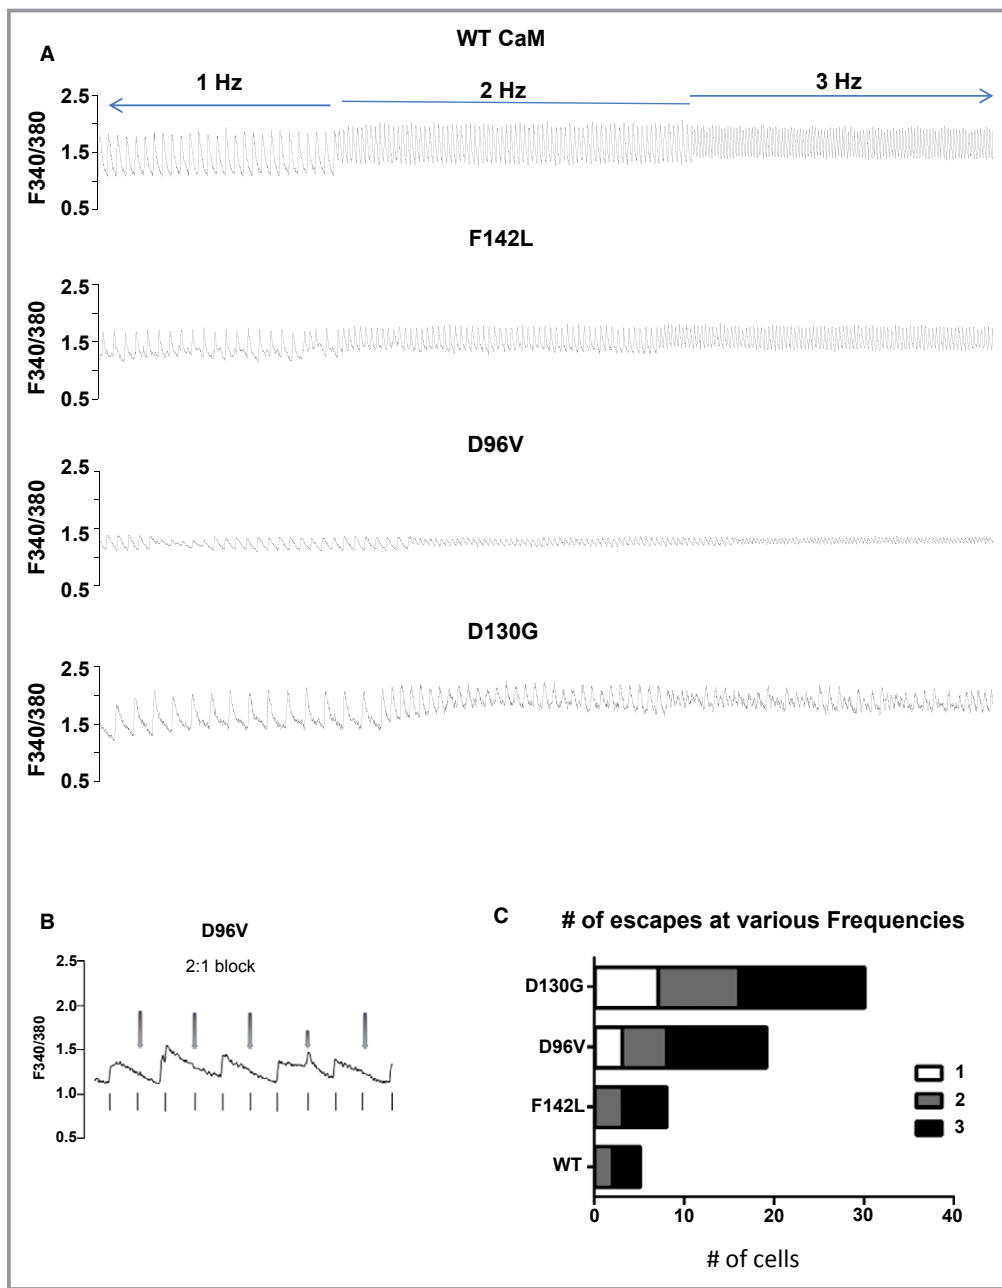 A
WT CaM
1 Hz
2 Hz
3 Hz
F340/380
2.5
1.5
0.5
F142L
F340/380
2.5
1.5
0.5
D96V
F340/380
2.5
1.5
0.5
D130G
F340/380
2.5
1.5
0.5
B
D96V
2:1 block
F340/380
2.5
2.0
1.5
1.0
0.5
C
# of escapes at various Frequencies
D130G
D96V
F142L
WT
1
2
3
0 10 20 30 40
# of cells